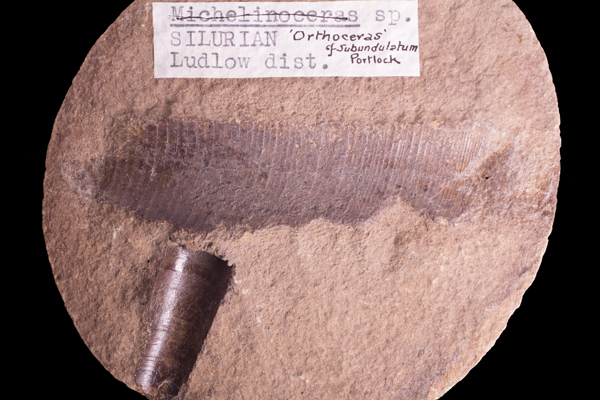 Michelinoceras sp.
SILURIAN 'Orthoceras'
cf subundulatum
Ludlow dist. Portlock